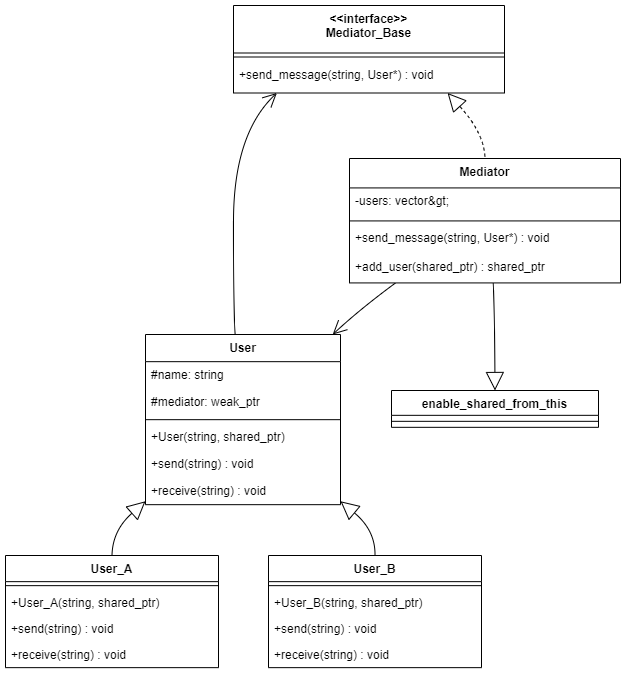 <<interface>>
Mediator_Base
+send_message(string, User*) : void
Mediator
-users: vector&gt;
+send_message(string, User*) : void
+add_user(shared_ptr) : shared_ptr
User
#name: string
#mediator: weak_ptr
+User(string, shared_ptr)
+send(string) : void
+receive(string) : void
enable_shared_from_this
User_A
+User_A(string, shared_ptr)
+send(string) : void
+receive(string) : void
User_B
+User_B(string, shared_ptr)
+send(string) : void
+receive(string) : void